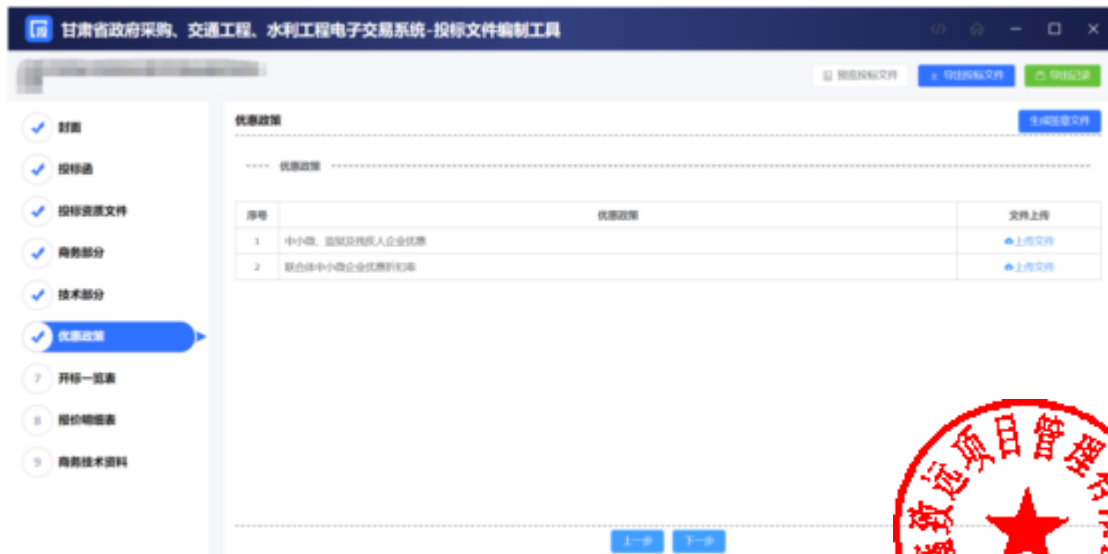 甘肃省政府采购、交通工程、水利工程电子交易系统-投标文件编制工具
预览投标文件
导出投标文件
导出记录
封面
投标函
投标资质文件
商务部分
技术部分
优惠政策
7 开标一览表
8 报价明细表
9 商务技术资料
优惠政策
生成签章文件
优惠政策
序号 优惠政策 文件上传
1 中小微、监狱及残疾人企业优惠 上传文件
2 联合体中小微企业优惠折扣率 上传文件
上一步 下一步
致远项目管理